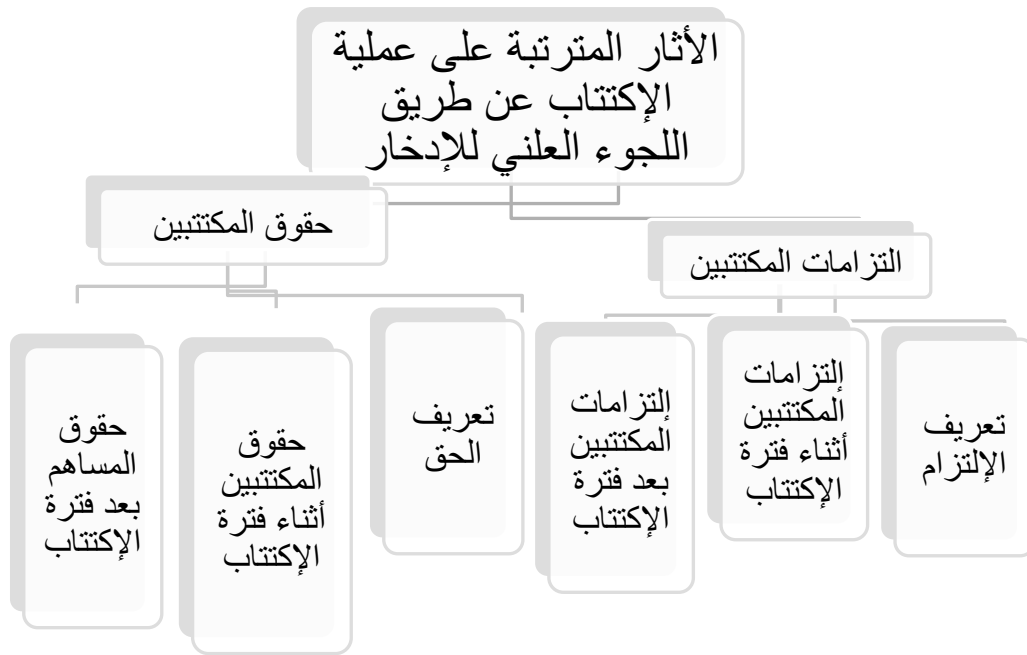 الأثار المترتبة على عملية
الإكتتاب عن طريق
اللجوء العلني للإدخار
التزامات المكتتبين
حقوق المكتتبين
تعريف
الإلتزام
إلتزامات
المكتتبين
أثناء فترة
الإكتتاب
إلتزامات
المكتتبين
بعد فترة
الإكتتاب
تعريف
الحق
حقوق
المكتتبين
أثناء فترة
الإكتتاب
حقوق
المساهم
بعد فترة
الإكتتاب